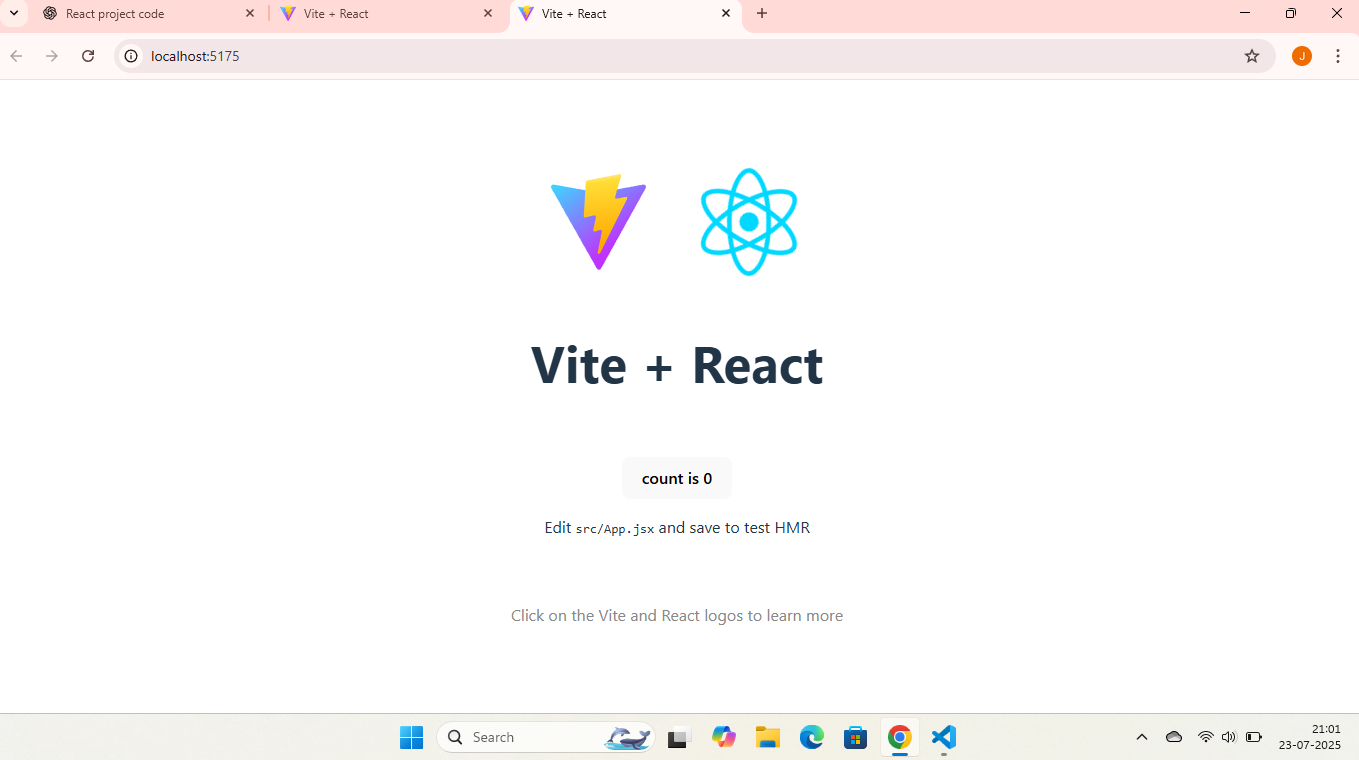 React project code
Vite + React
Vite + React
localhost:5175
J
Vite + React
count is 0
Edit src/App.jsx and save to test HMR
Click on the Vite and React logos to learn more
Search
21:01
23-07-2025